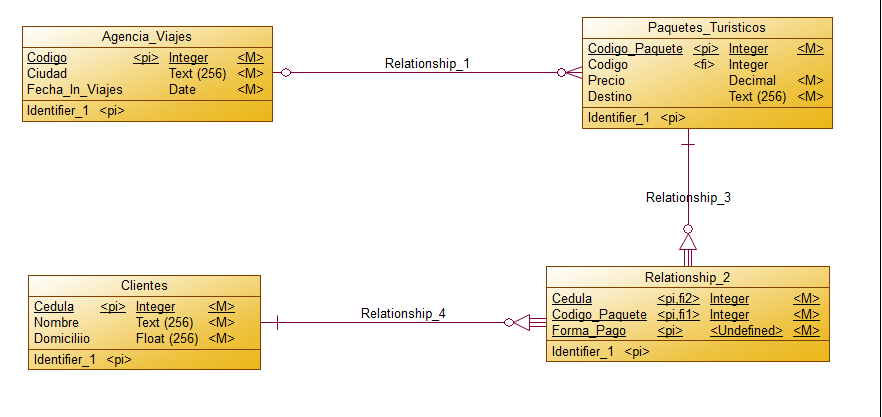 Agencia_Viajes
Codigo <pi> Integer <M>
Ciudad Text (256) <M>
Fecha_In_Viajes Date <M>
Identifier_1 <pi>
Relationship_1
Paquetes_Turisticos
Codigo_Paquete <pi> Integer <M>
Codigo <fi> Integer
Precio Decimal <M>
Destino Text (256) <M>
Identifier_1 <pi>
Relationship_3
Clientes
Cedula <pi> Integer <M>
Nombre Text (256) <M>
Domiciliio Float (256) <M>
Identifier_1 <pi>
Relationship_4
Relationship_2
Cedula <pi,fi2> Integer <M>
Codigo_Paquete <pi,fi1> Integer <M>
Forma_Pago <pi> <Undefined> <M>
Identifier_1 <pi>